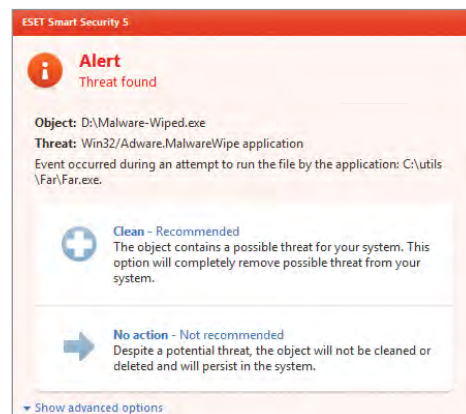 ESET Smart Security 5
Alert
Threat found
Object: D:\Malware-Wiped.exe
Threat: Win32/Adware.MalwareWipe application
Event occurred during an attempt to run the file by the application: C:\utils
\Far\Far.exe.
Clean - Recommended
The object contains a possible threat for your system. This
option will completely remove possible threat from your
system.
No action - Not recommended
Despite a potential threat, the object will not be cleaned or
deleted and will persist in the system.
Show advanced options